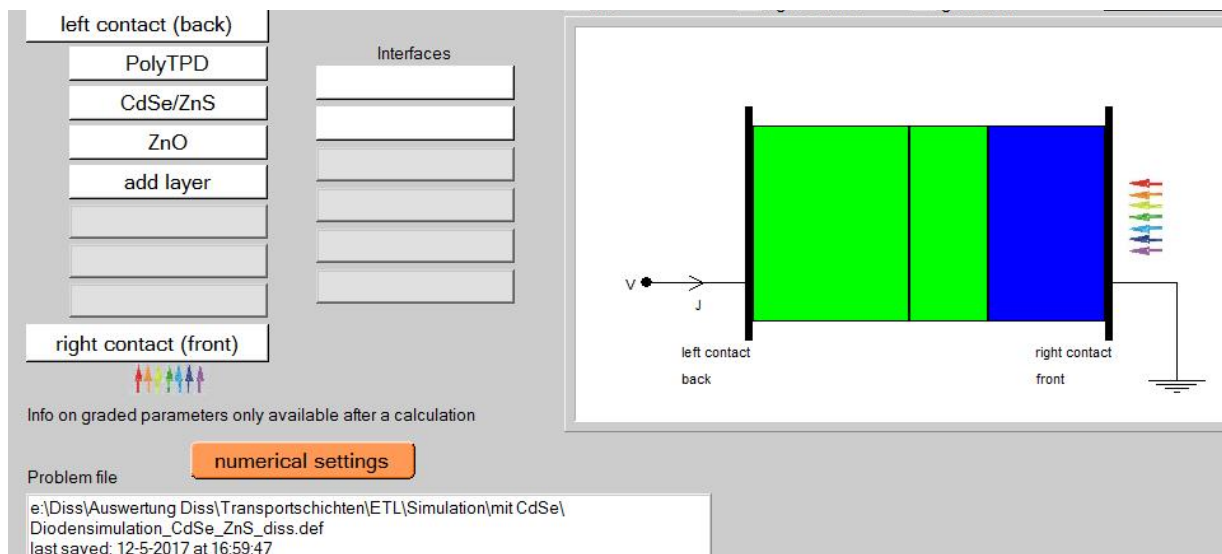 left contact (back)
PolyTPD
CdSe/ZnS
ZnO
add layer
right contact (front)
Interfaces
V
J
left contact
back
right contact
front
Info on graded parameters only available after a calculation
numerical settings
Problem file
e:\Diss\Auswertung Diss\Transportschichten\ETL\Simulation\mit CdSe\
Diodensimulation_CdSe_ZnS_diss.def
last saved: 12-5-2017 at 16:59:47